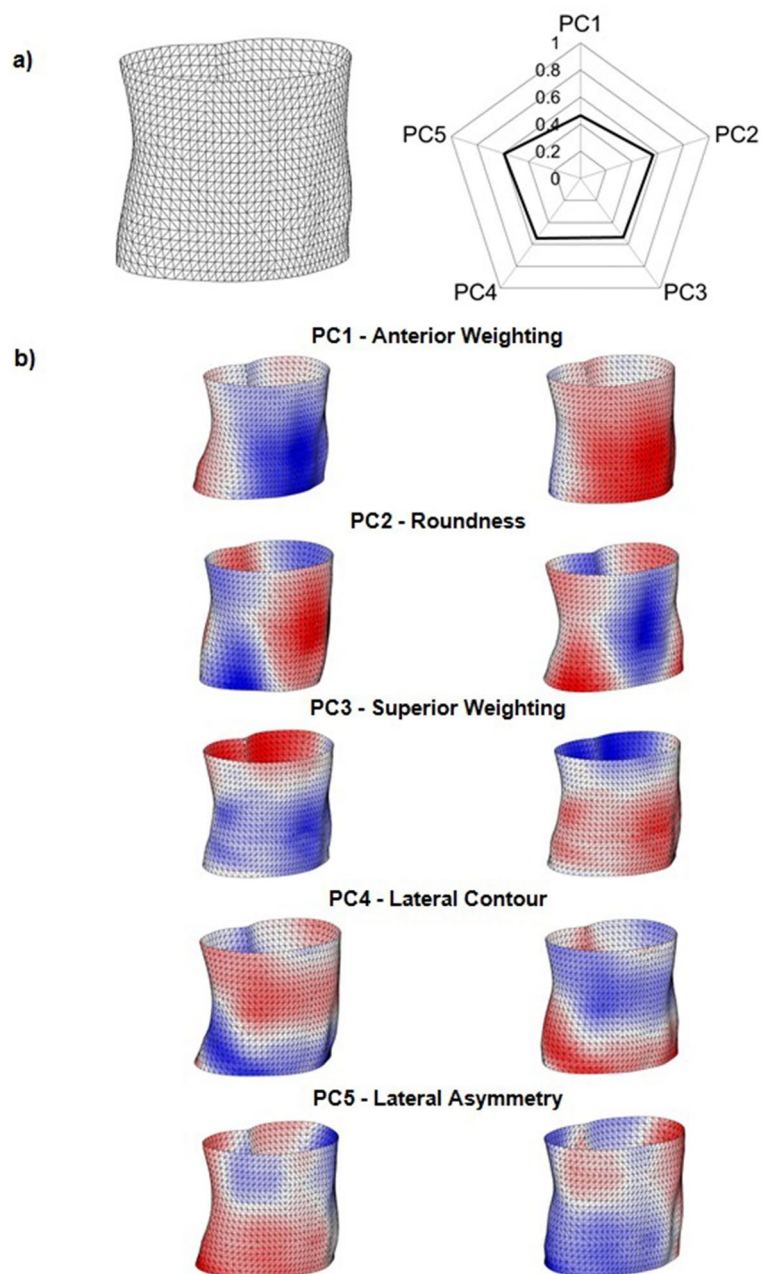 a)
PC1
1
0.8
0.6
0.4
0.2
0
PC5
PC2
PC4
PC3
b)
PC1 - Anterior Weighting
PC2 - Roundness
PC3 - Superior Weighting
PC4 - Lateral Contour
PC5 - Lateral Asymmetry